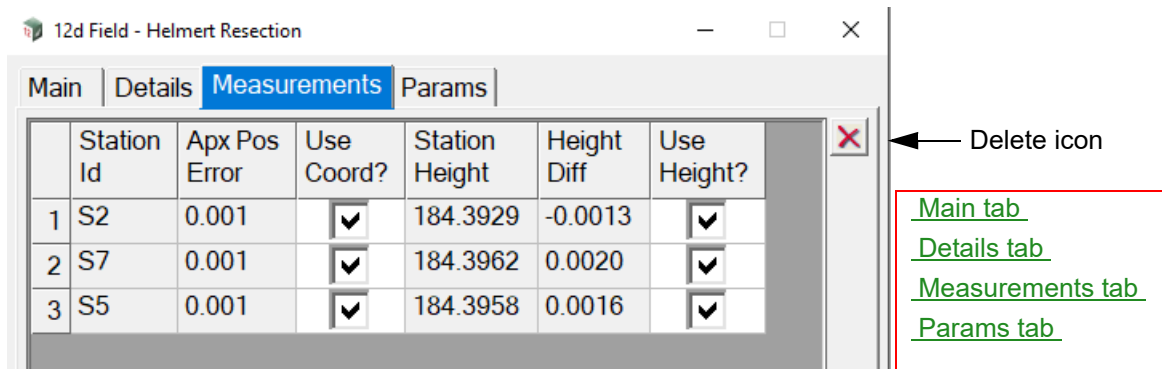 12d Field - Helmert Resection
Main Details Measurements Params
Station Id Apx Pos Error Use Coord? Station Height Height Diff Use Height?
1 S2 0.001 184.3929 -0.0013
2 S7 0.001 184.3962 0.0020
3 S5 0.001 184.3958 0.0016
Delete icon
Main tab
Details tab
Measurements tab
Params tab